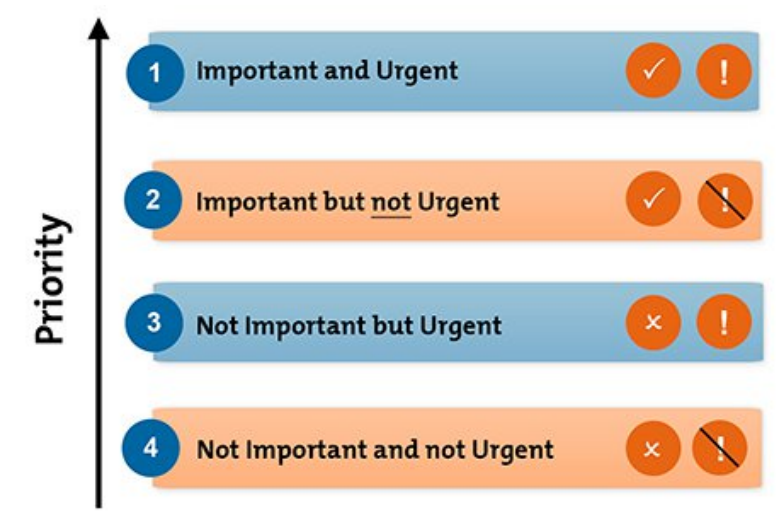 Priority
1
Important and Urgent
✓
!
2
Important but not Urgent
✓
!
3
Not Important but Urgent
×
!
4
Not Important and not Urgent
×
!